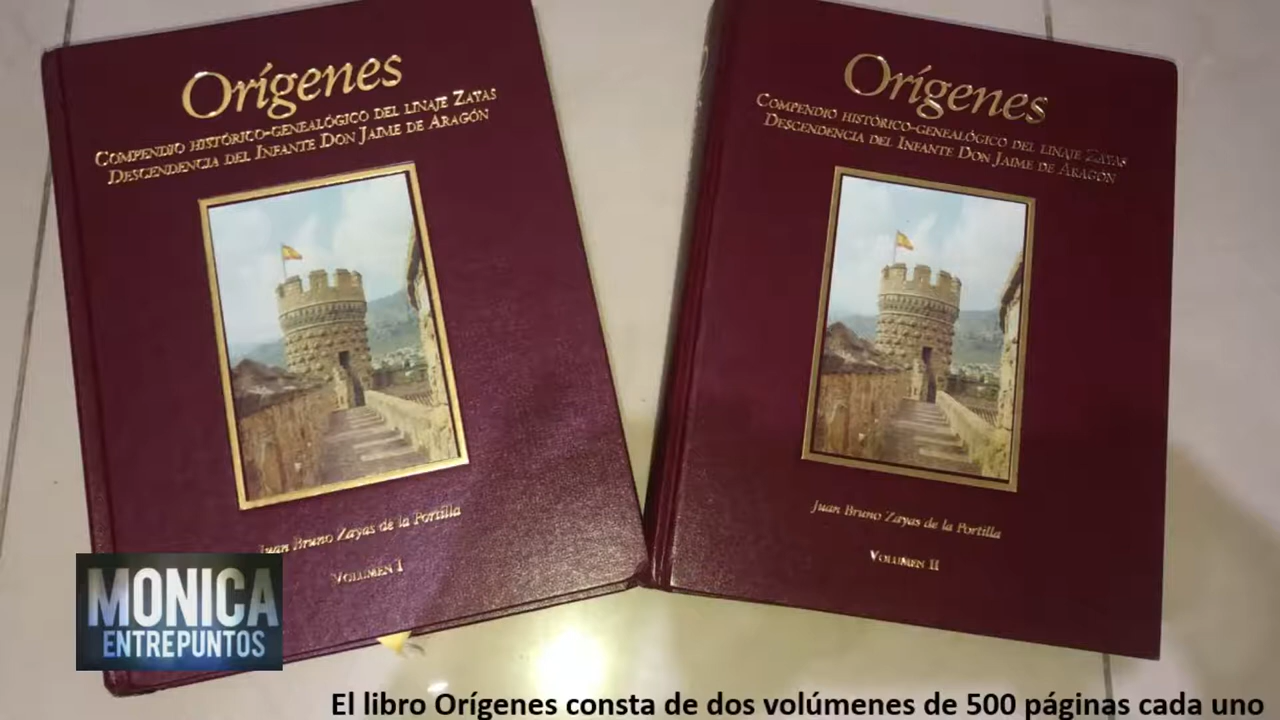 Orígenes
COMPENDIO HISTÓRICO-GENEALÓGICO DEL LINAJE ZAYAS
DESCENDENCIA DEL INFANTE DON JAIME DE ARAGÓN
Juan Bruno Zayas de la Portilla
VOLUMEN I
Orígenes
COMPENDIO HISTÓRICO-GENEALÓGICO DEL LINAJE ZAYAS
DESCENDENCIA DEL INFANTE DON JAIME DE ARAGÓN
Juan Bruno Zayas de la Portilla
VOLUMEN II
MONICA
ENTREPUNTOS
El libro Orígenes consta de dos volúmenes de 500 páginas cada uno